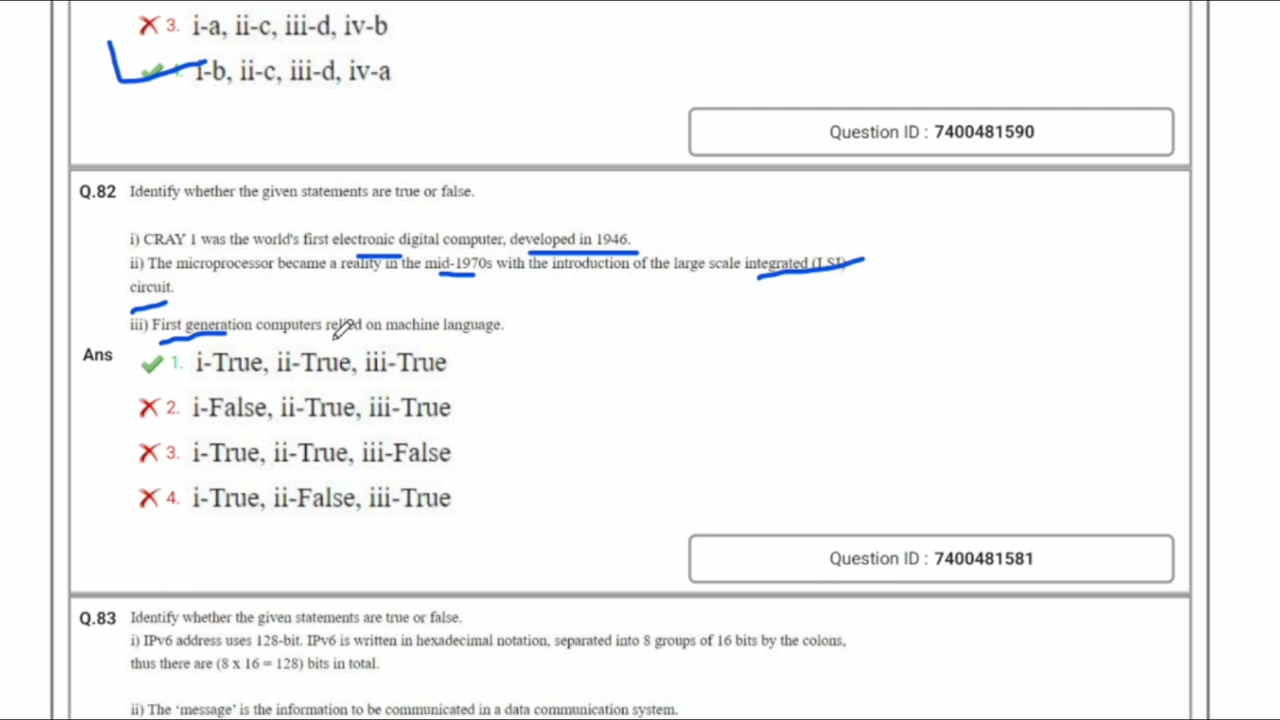 3. i-a, ii-c, iii-d, iv-b
i-b, ii-c, iii-d, iv-a
Question ID : 7400481590
Q.82 Identify whether the given statements are true or false.
i) CRAY 1 was the world's first electronic digital computer, developed in 1946.
ii) The microprocessor became a reality in the mid-1970s with the introduction of the large scale integrated (LSI)
circuit.
iii) First generation computers relied on machine language.
Ans
1. i-True, ii-True, iii-True
2. i-False, ii-True, iii-True
3. i-True, ii-True, iii-False
4. i-True, ii-False, iii-True
Question ID : 7400481581
Q.83 Identify whether the given statements are true or false.
i) IPv6 address uses 128-bit. IPv6 is written in hexadecimal notation, separated into 8 groups of 16 bits by the colons,
thus there are (8 x 16 = 128) bits in total.
ii) The ‘message’ is the information to be communicated in a data communication system.